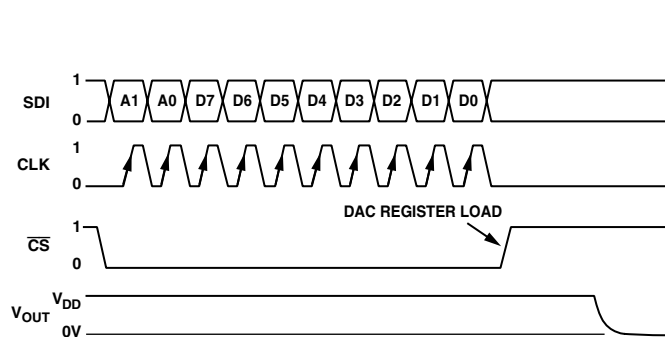 SDI
1
0
A1 A0 D7 D6 D5 D4 D3 D2 D1 D0
CLK
1
0
DAC REGISTER LOAD
CS
1
0
VOUT
VDD
0V